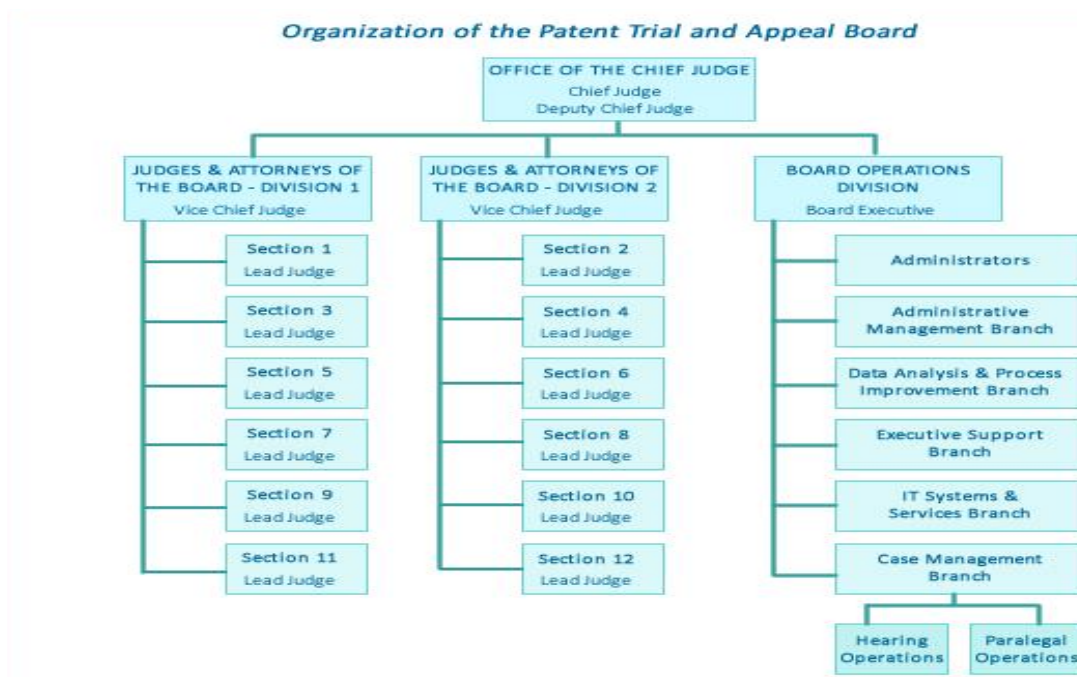 Organization of the Patent Trial and Appeal Board
OFFICE OF THE CHIEF JUDGE
Chief Judge
Deputy Chief Judge
JUDGES & ATTORNEYS OF
THE BOARD - DIVISION 1
Vice Chief Judge
Section 1
Lead Judge
Section 3
Lead Judge
Section 5
Lead Judge
Section 7
Lead Judge
Section 9
Lead Judge
Section 11
Lead Judge
JUDGES & ATTORNEYS OF
THE BOARD - DIVISION 2
Vice Chief Judge
Section 2
Lead Judge
Section 4
Lead Judge
Section 6
Lead Judge
Section 8
Lead Judge
Section 10
Lead Judge
Section 12
Lead Judge
BOARD OPERATIONS
DIVISION
Board Executive
Administrators
Administrative
Management Branch
Data Analysis & Process
Improvement Branch
Executive Support
Branch
IT Systems &
Services Branch
Case Management
Branch
Hearing
Operations
Paralegal
Operations